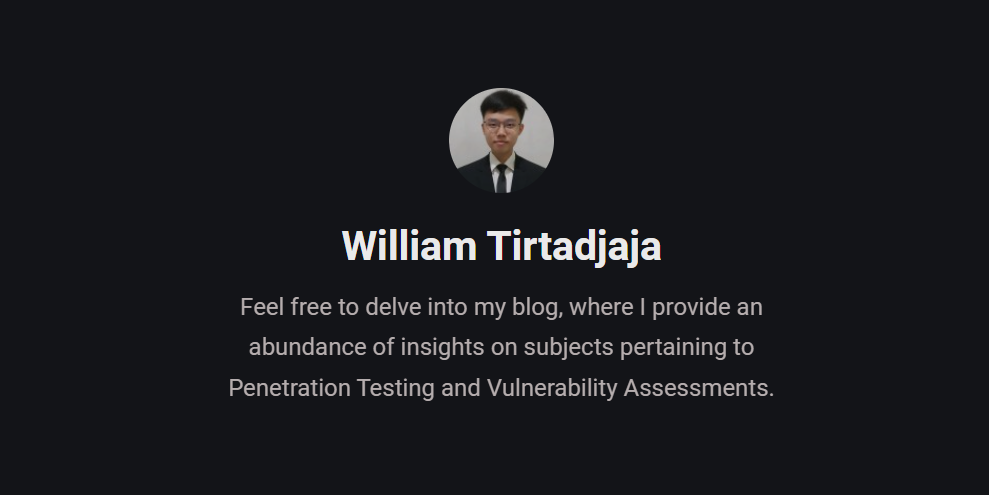 William Tirtadjaja
Feel free to delve into my blog, where I provide an
abundance of insights on subjects pertaining to
Penetration Testing and Vulnerability Assessments.